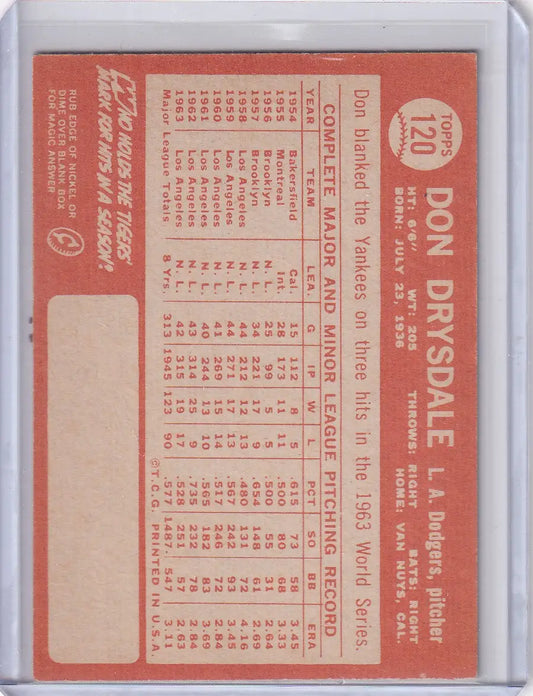 TOPPS
120
DON DRYSDALE L. A. Dodgers, pitcher
HT: 6'6" WT: 205 THROWS: RIGHT BATS: RIGHT
BORN: JULY 23, 1936 HOME: VAN NUYS, CAL.
Don blanked the Yankees on three hits in the 1963 World Series.
COMPLETE MAJOR AND MINOR LEAGUE PITCHING RECORD
YEAR TEAM LEA. G IP W L PCT SO BB ERA
1954 Bakersfield Cal. 15 112 8 5 .615 73 58 3.45
1955 Montreal Int. 28 173 11 11 .500 80 68 3.33
1956 Brooklyn N. L. 25 99 5 5 .500 55 31 2.64
1957 Brooklyn N. L. 34 221 17 9 .654 148 61 2.69
1958 Los Angeles N. L. 44 212 12 13 .480 131 72 4.16
1959 Los Angeles N. L. 44 271 17 13 .567 242 93 3.45
1960 Los Angeles N. L. 41 269 15 14 .517 246 72 2.84
1961 Los Angeles N. L. 40 244 13 10 .565 182 83 3.69
1962 Los Angeles N. L. 43 314 25 9 .735 232 78 2.84
1963 Los Angeles N. L. 42 315 19 17 .528 251 57 2.63
Major League Totals 8 Yrs. 313 1945 123 90 .577 1487 547 3.11
©T.C.G. PRINTED IN U.S.A.
WHO HOLDS THE TIGERS'
MARK FOR HITS IN A SEASON?
RUB EDGE OF NICKEL OR
DIME OVER BLANK BOX
FOR MAGIC ANSWER